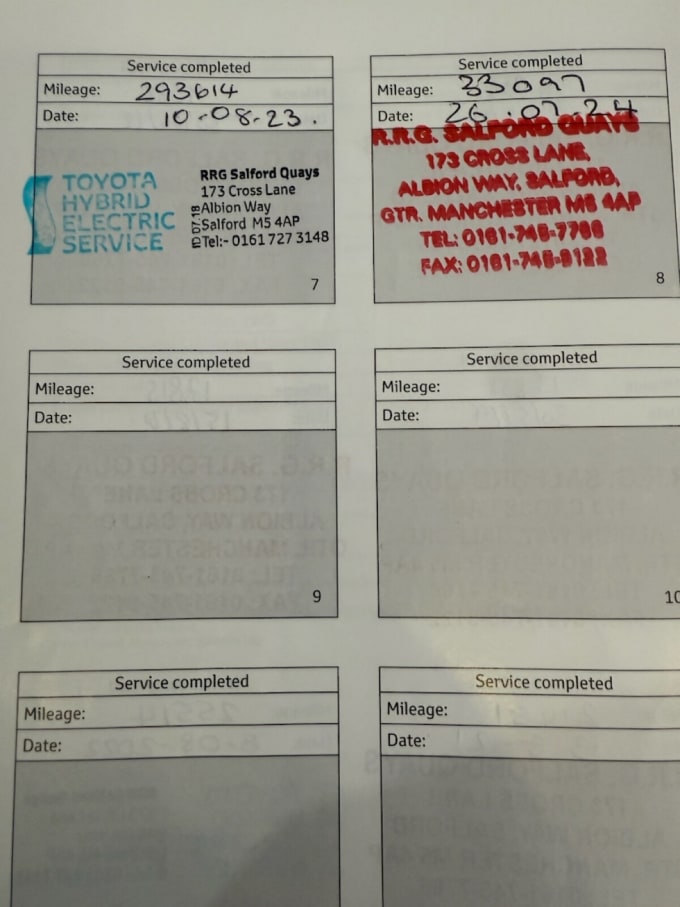 Service completed
Mileage: 293614
Date: 10-08-23.
TOYOTA
HYBRID
ELECTRIC
SERVICE
RRG Salford Quays
173 Cross Lane
Albion Way
Salford M5 4AP
Tel:- 0161 727 3148
7
Service completed
Mileage: 33097
Date: 26.07.24
R.R.G. SALFORD QUAYS
173 CROSS LANE,
ALBION WAY, SALFORD,
GTR. MANCHESTER M5 4AP
TEL: 0161-745-7766
FAX: 0161-745-8122
8
Service completed
Mileage:
Date:
9
Service completed
Mileage:
Date:
10
Service completed
Mileage:
Date:
Service completed
Mileage:
Date: